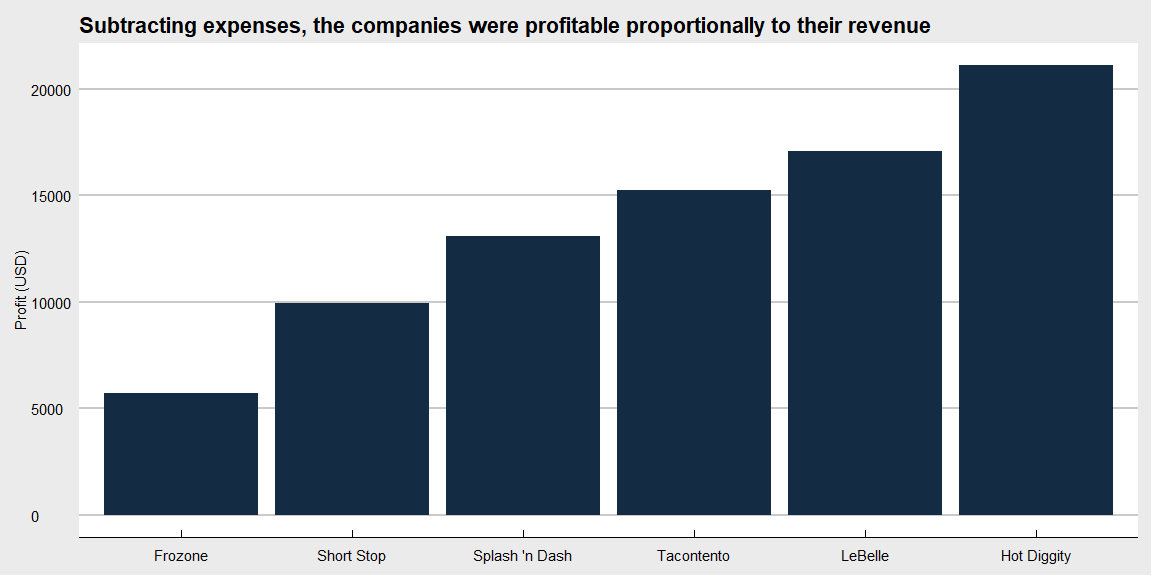 Subtracting expenses, the companies were profitable proportionally to their revenue
Profit (USD)
20000
15000
10000
5000
0
Frozone Short Stop Splash 'n Dash Tacontento LeBelle Hot Diggity